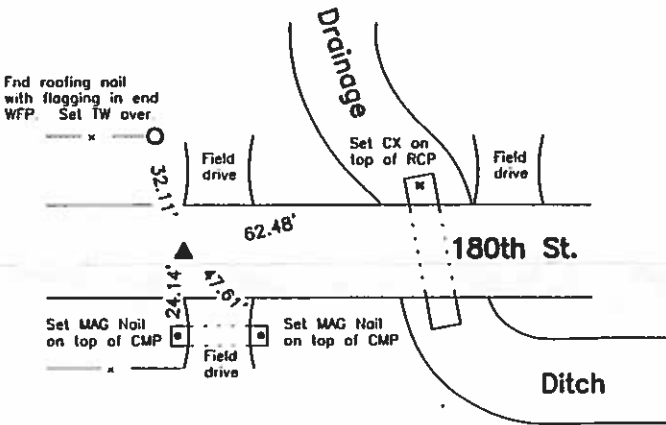 Drainage
Fnd roofing nail
with flagging in end
WFP. Set TW over
Set CX on
top of RCP
Field
drive
Field
drive
32.11'
62.48'
180th St.
24.14'
Set MAG Nail
on top of CMP
Set MAG Nail
on top of CMP
Field
drive
Ditch